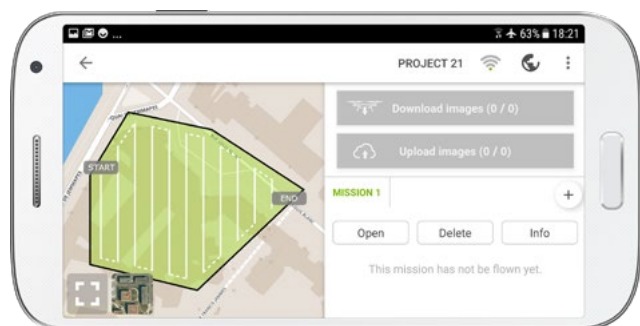 63% 18:21
PROJECT 21
Download images (0 / 0)
Upload images (0 / 0)
START
END
MISSION 1
+
Open Delete Info
This mission has not be flown yet.